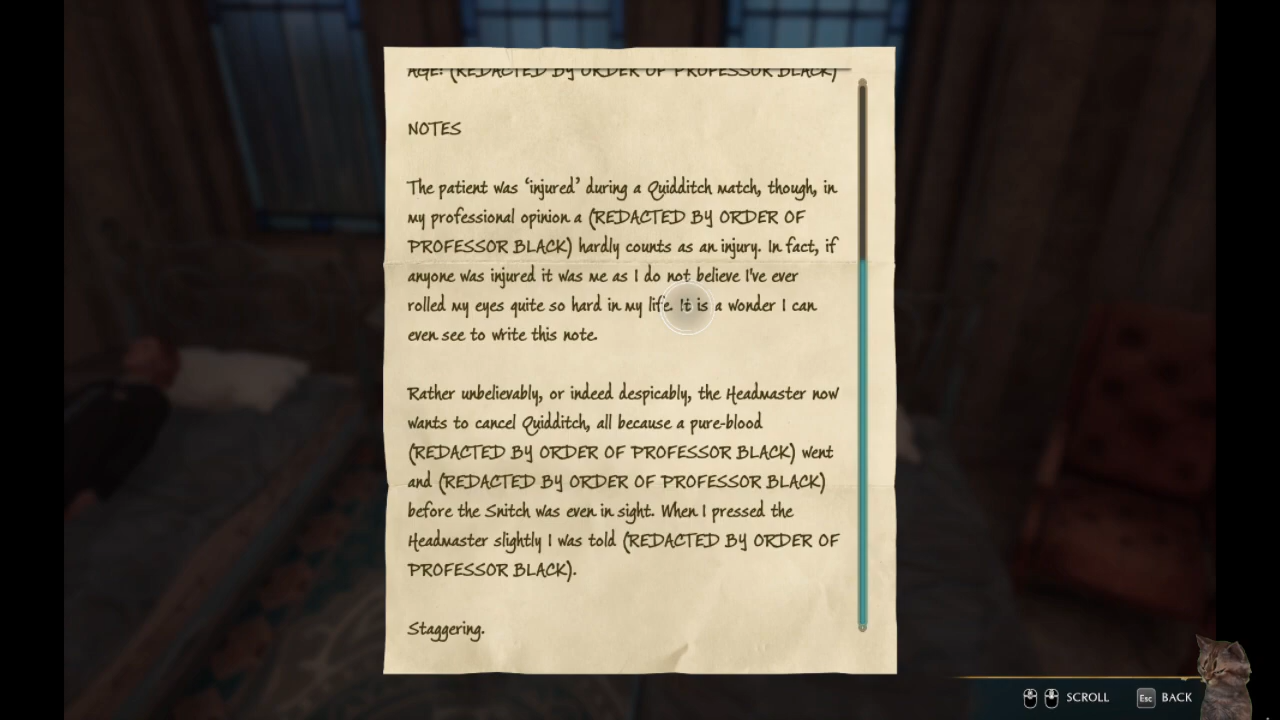 AGE: (REDACTED BY ORDER OF PROFESSOR BLACK)
NOTES
The patient was ‘injured’ during a Quidditch match, though, in
my professional opinion a (REDACTED BY ORDER OF
PROFESSOR BLACK) hardly counts as an injury. In fact, if
anyone was injured it was me as I do not believe I've ever
rolled my eyes quite so hard in my life. It is a wonder I can
even see to write this note.
Rather unbelievably, or indeed despicably, the Headmaster now
wants to cancel Quidditch, all because a pure-blood
(REDACTED BY ORDER OF PROFESSOR BLACK) went
and (REDACTED BY ORDER OF PROFESSOR BLACK)
before the Snitch was even in sight. When I pressed the
Headmaster slightly I was told (REDACTED BY ORDER OF
PROFESSOR BLACK).
Staggering.
SCROLL Esc BACK